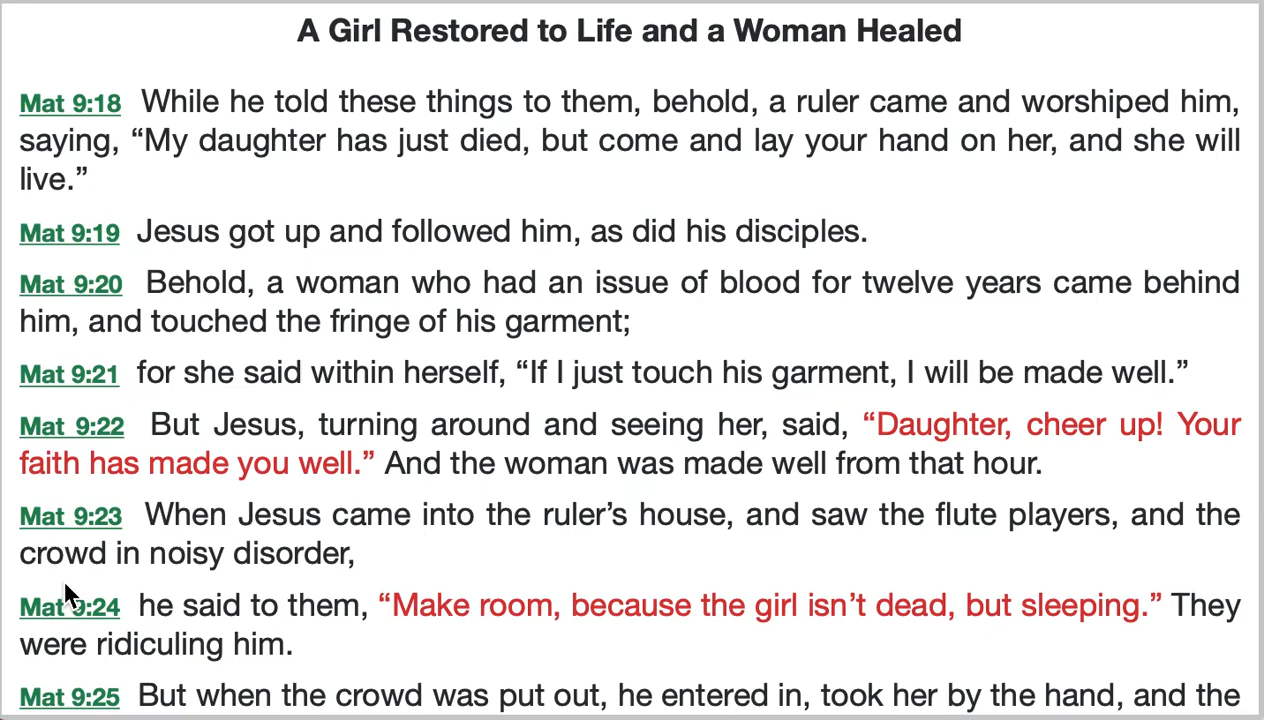 A Girl Restored to Life and a Woman Healed
Mat 9:18 While he told these things to them, behold, a ruler came and worshiped him,
saying, “My daughter has just died, but come and lay your hand on her, and she will
live.”
Mat 9:19 Jesus got up and followed him, as did his disciples.
Mat 9:20 Behold, a woman who had an issue of blood for twelve years came behind
him, and touched the fringe of his garment;
Mat 9:21 for she said within herself, “If I just touch his garment, I will be made well.”
Mat 9:22 But Jesus, turning around and seeing her, said, “Daughter, cheer up! Your
faith has made you well.” And the woman was made well from that hour.
Mat 9:23 When Jesus came into the ruler’s house, and saw the flute players, and the
crowd in noisy disorder,
Mat 9:24 he said to them, “Make room, because the girl isn’t dead, but sleeping.” They
were ridiculing him.
Mat 9:25 But when the crowd was put out, he entered in, took her by the hand, and the